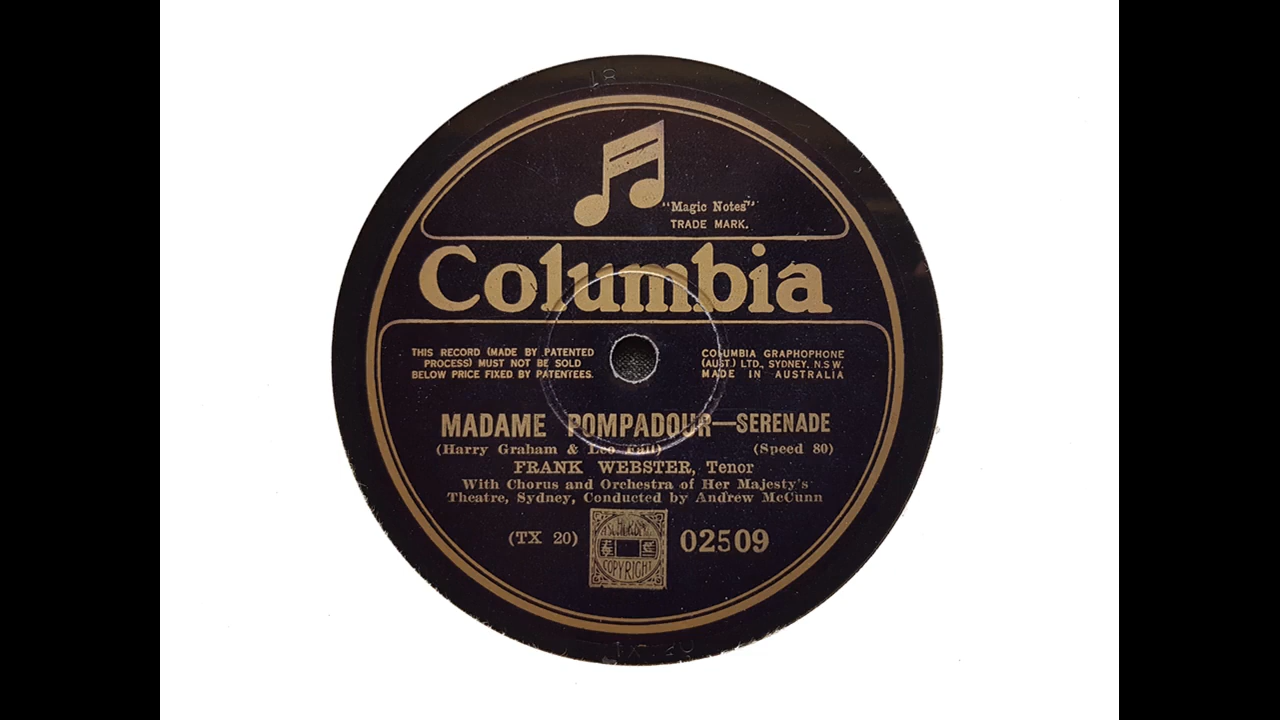 "Magic Notes"
TRADE MARK.
Columbia
THIS RECORD (MADE BY PATENTED
PROCESS) MUST NOT BE SOLD
BELOW PRICE FIXED BY PATENTEES.
COLUMBIA GRAPHOPHONE
(AUST.) LTD., SYDNEY, N.S.W.
MADE IN AUSTRALIA
MADAME POMPADOUR—SERENADE
(Harry Graham & Leo Fall) (Speed 80)
FRANK WEBSTER, Tenor
With Chorus and Orchestra of Her Majesty's
Theatre, Sydney, Conducted by Andrew McCunn
(TX 20) 02509
COPYRIGHT